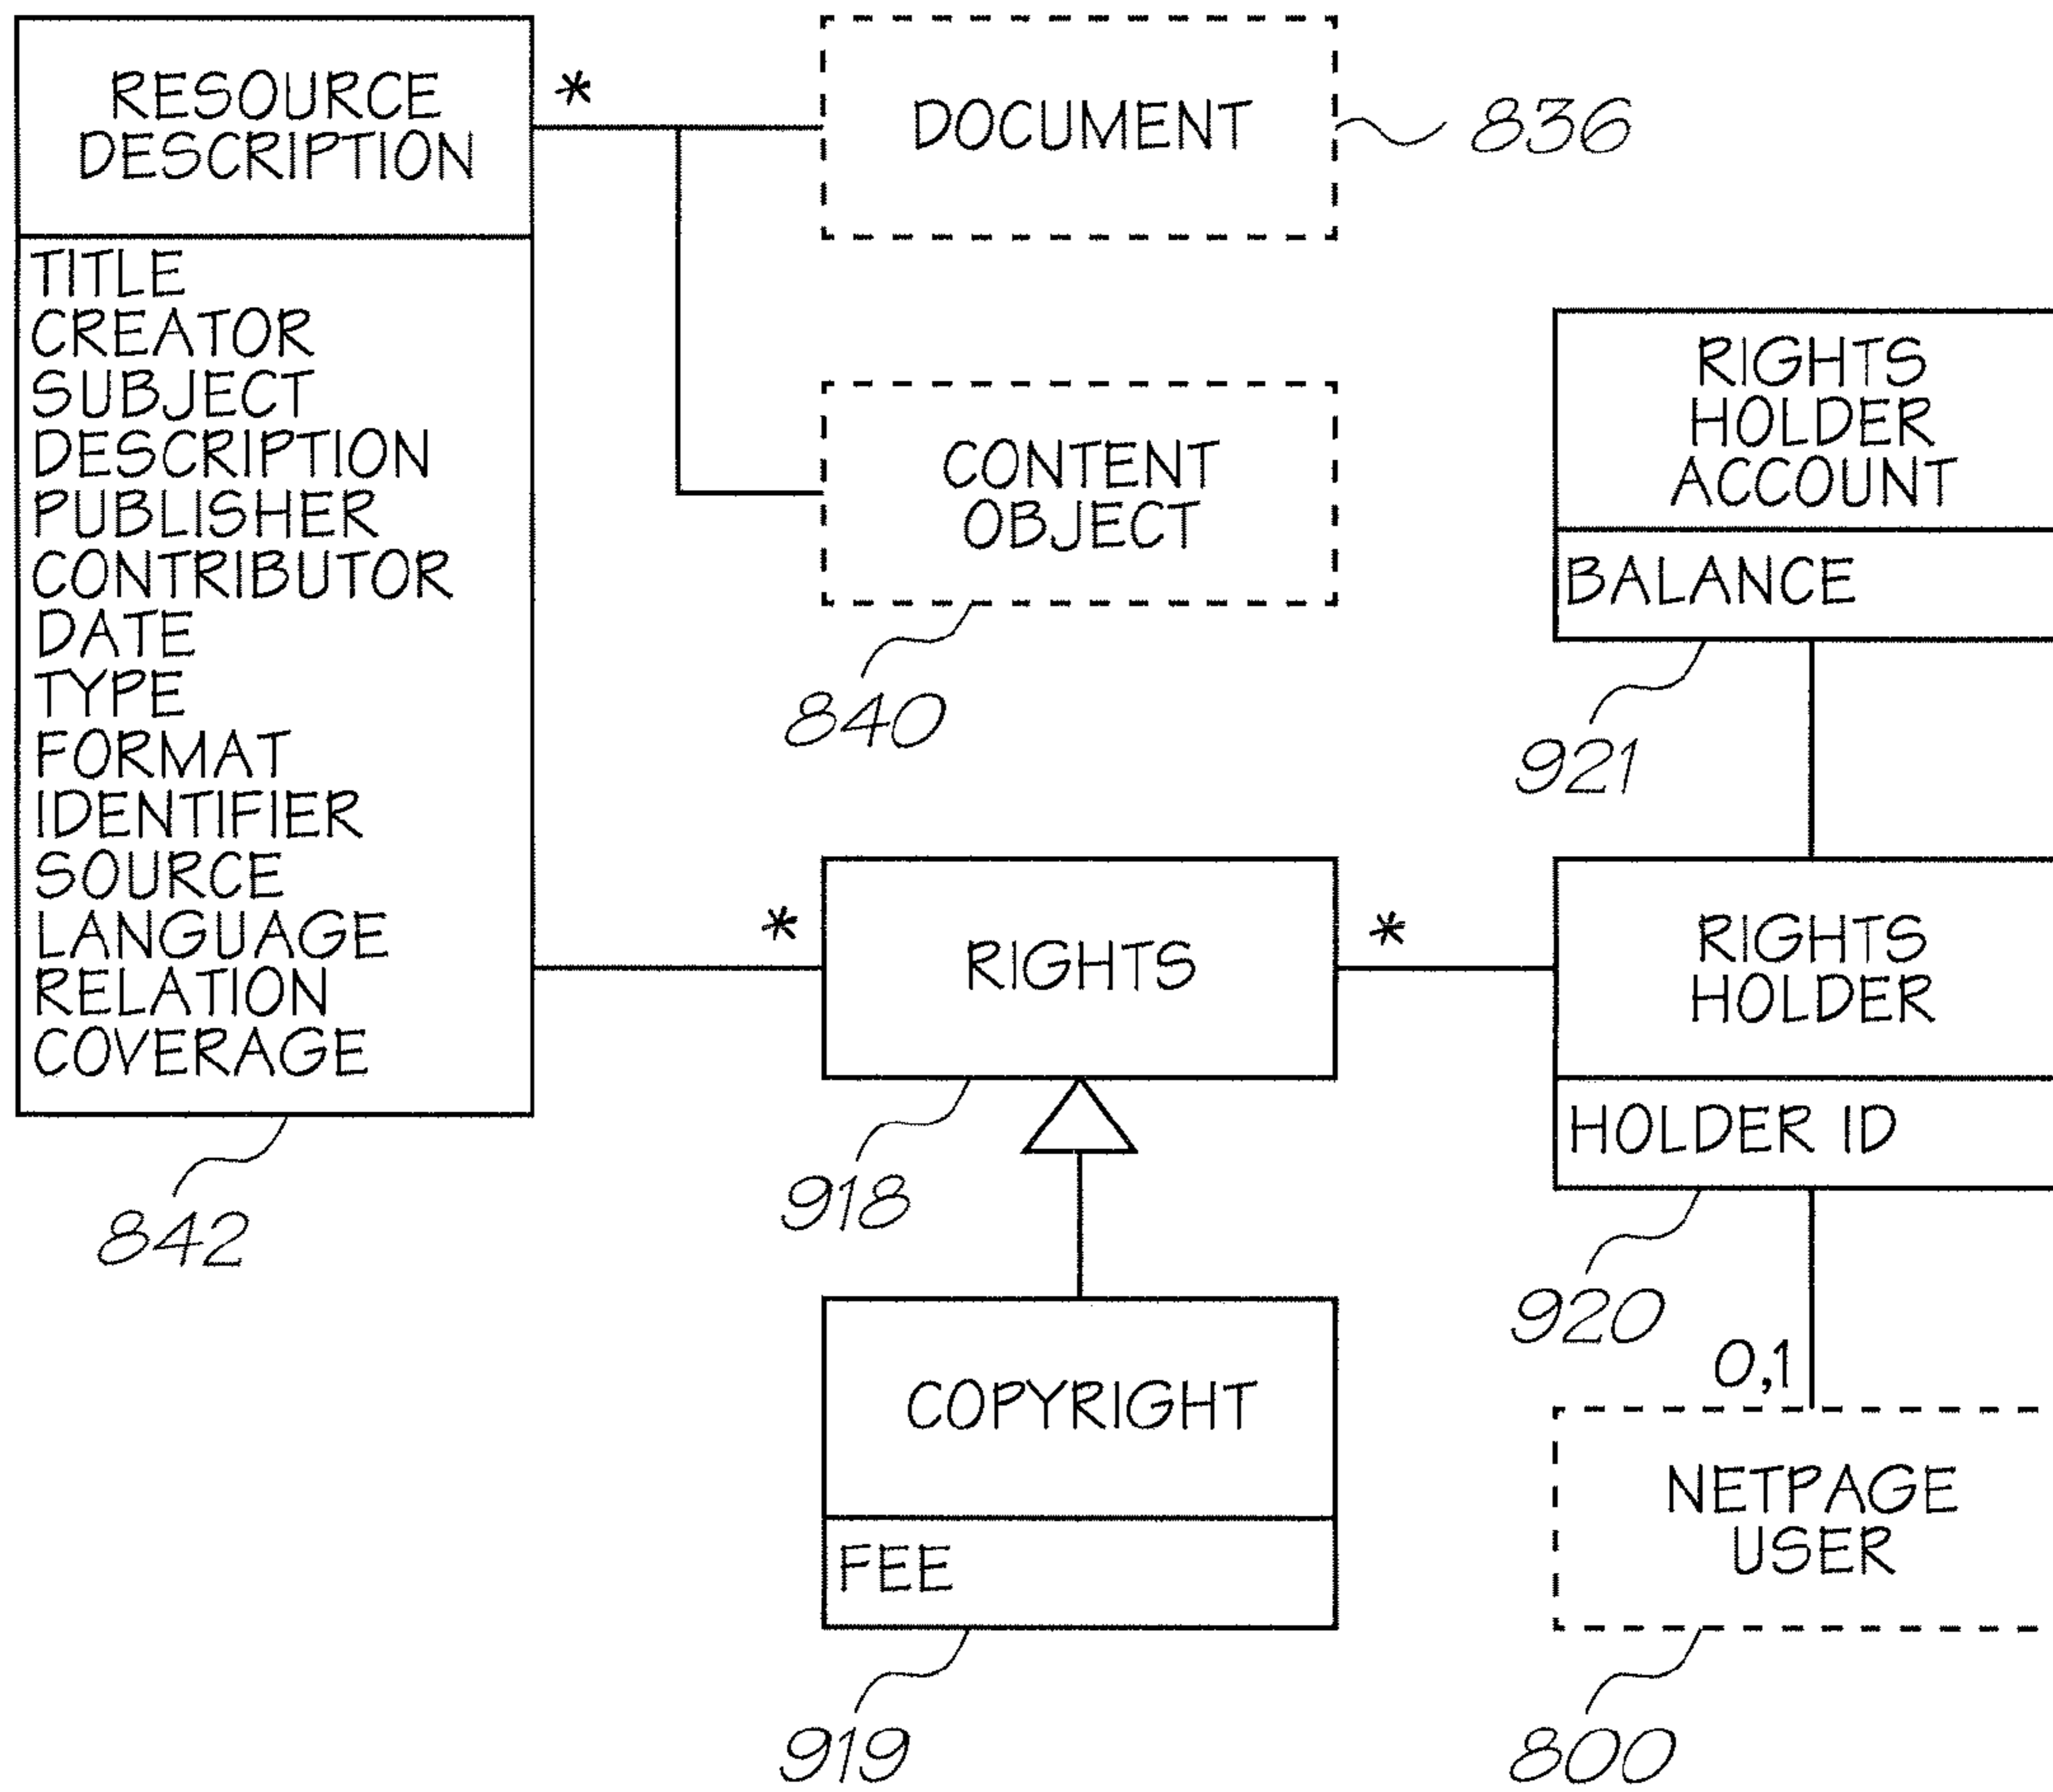 RESOURCE
DESCRIPTION
*
TITLE
CREATOR
SUBJECT
DESCRIPTION
PUBLISHER
CONTRIBUTOR
DATE
TYPE
FORMAT
IDENTIFIER
SOURCE
LANGUAGE
RELATION
COVERAGE
842
DOCUMENT
836
CONTENT
OBJECT
840
RIGHTS
HOLDER
ACCOUNT
BALANCE
921
*
RIGHTS
*
918
RIGHTS
HOLDER
HOLDER ID
920
0,1
COPYRIGHT
FEE
919
NETPAGE
USER
800